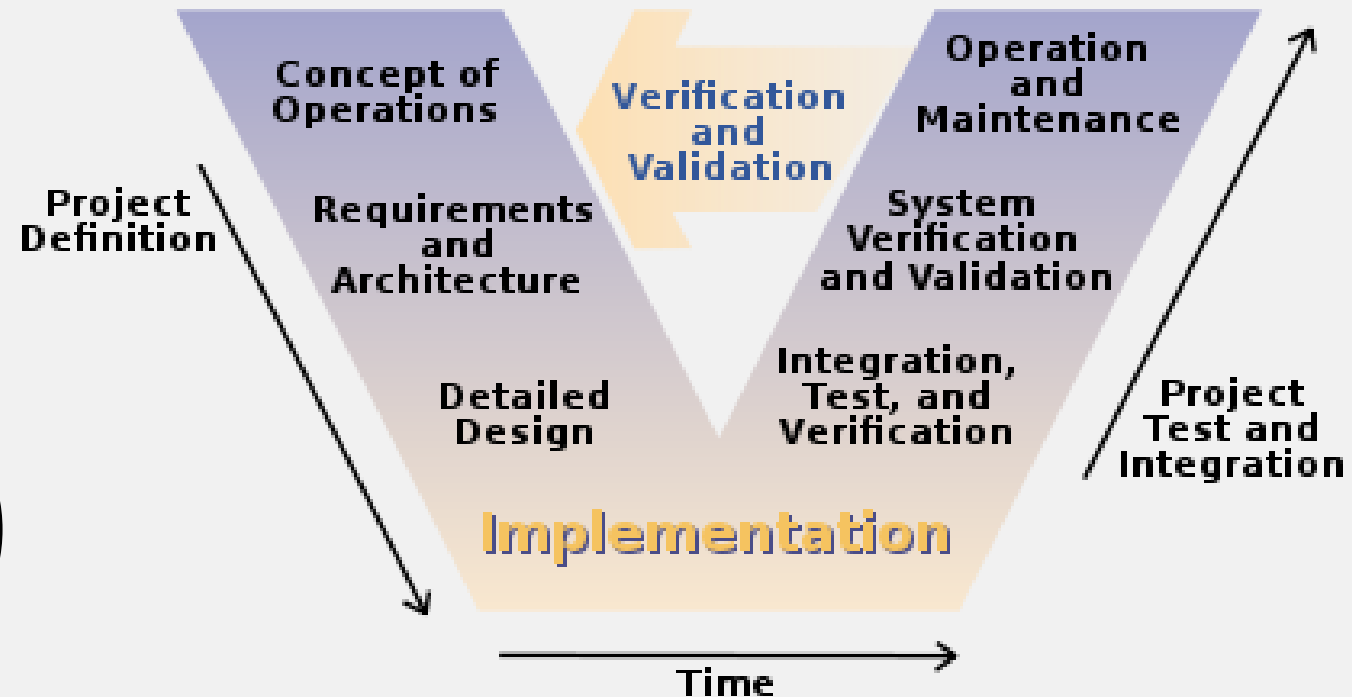 Concept of
Operations
Verification
and
Validation
Operation
and
Maintenance
Project
Definition
Requirements
and
Architecture
System
Verification
and Validation
Detailed
Design
Integration,
Test, and
Verification
Project
Test and
Integration
Implementation
Time